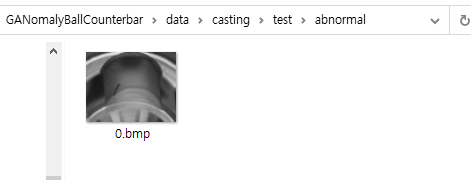 GANomalyBallCounterbar > data > casting > test > abnormal
0.bmp